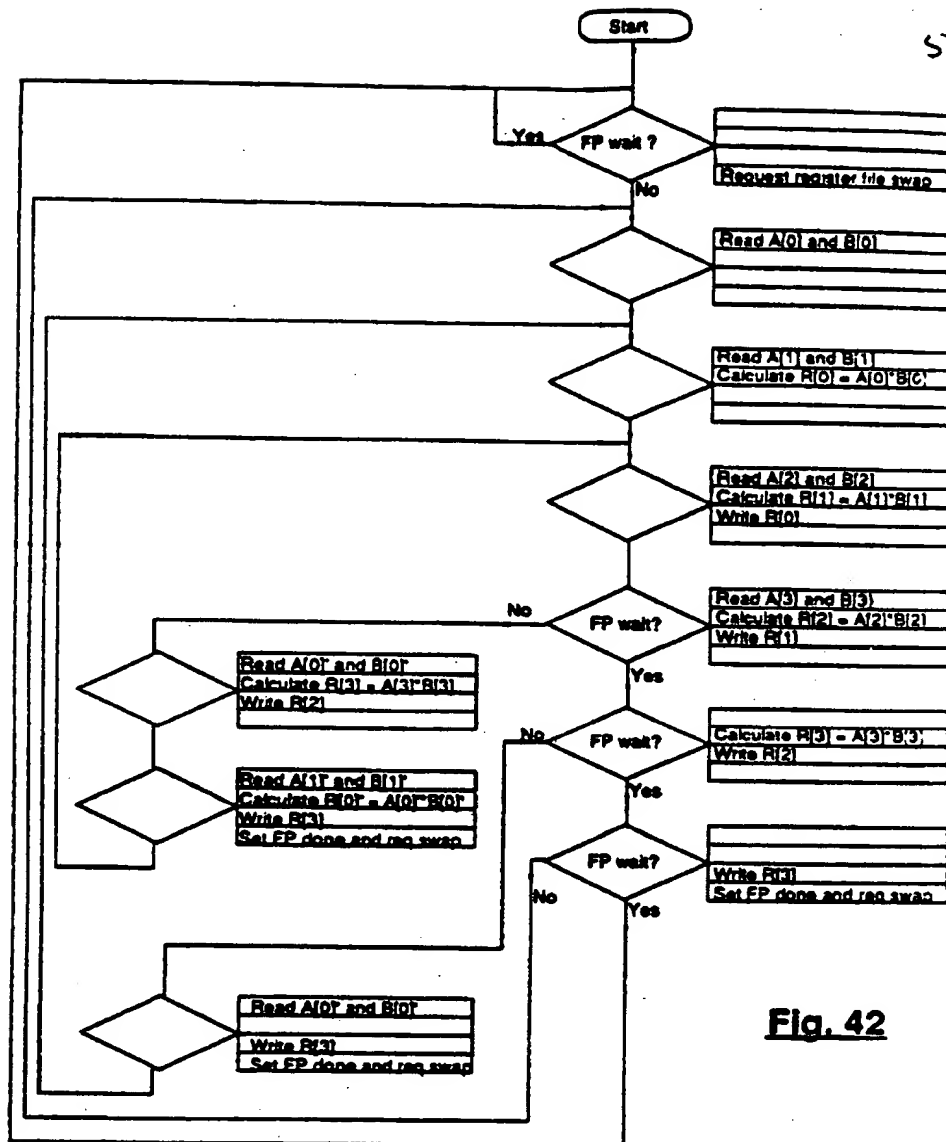 Start
Yes
FP wait ?
No
Request register file swap
Read A[0] and B[0]
Read A[1] and B[1]
Calculate R[0] = A[0]*B[0]
Read A[2] and B[2]
Calculate R[1] = A[1]*B[1]
Write R[0]
No
FP wait?
Yes
Read A[3] and B[3]
Calculate R[2] = A[2]*B[2]
Write R[1]
Read A[0]' and B[0]'
Calculate R[3] = A[3]*B[3]
Write R[2]
No
FP wait?
Yes
Calculate R[3] = A[3]*B[3]
Write R[2]
Read A[1]' and B[1]'
Calculate R[0]' = A[0]'*B[0]'
Write R[3]
Set FP done and req swap
FP wait?
No
Yes
Write R[3]
Set FP done and req swap
Read A[0]' and B[0]'
Write R[3]
Set FP done and req swap
Fig. 42